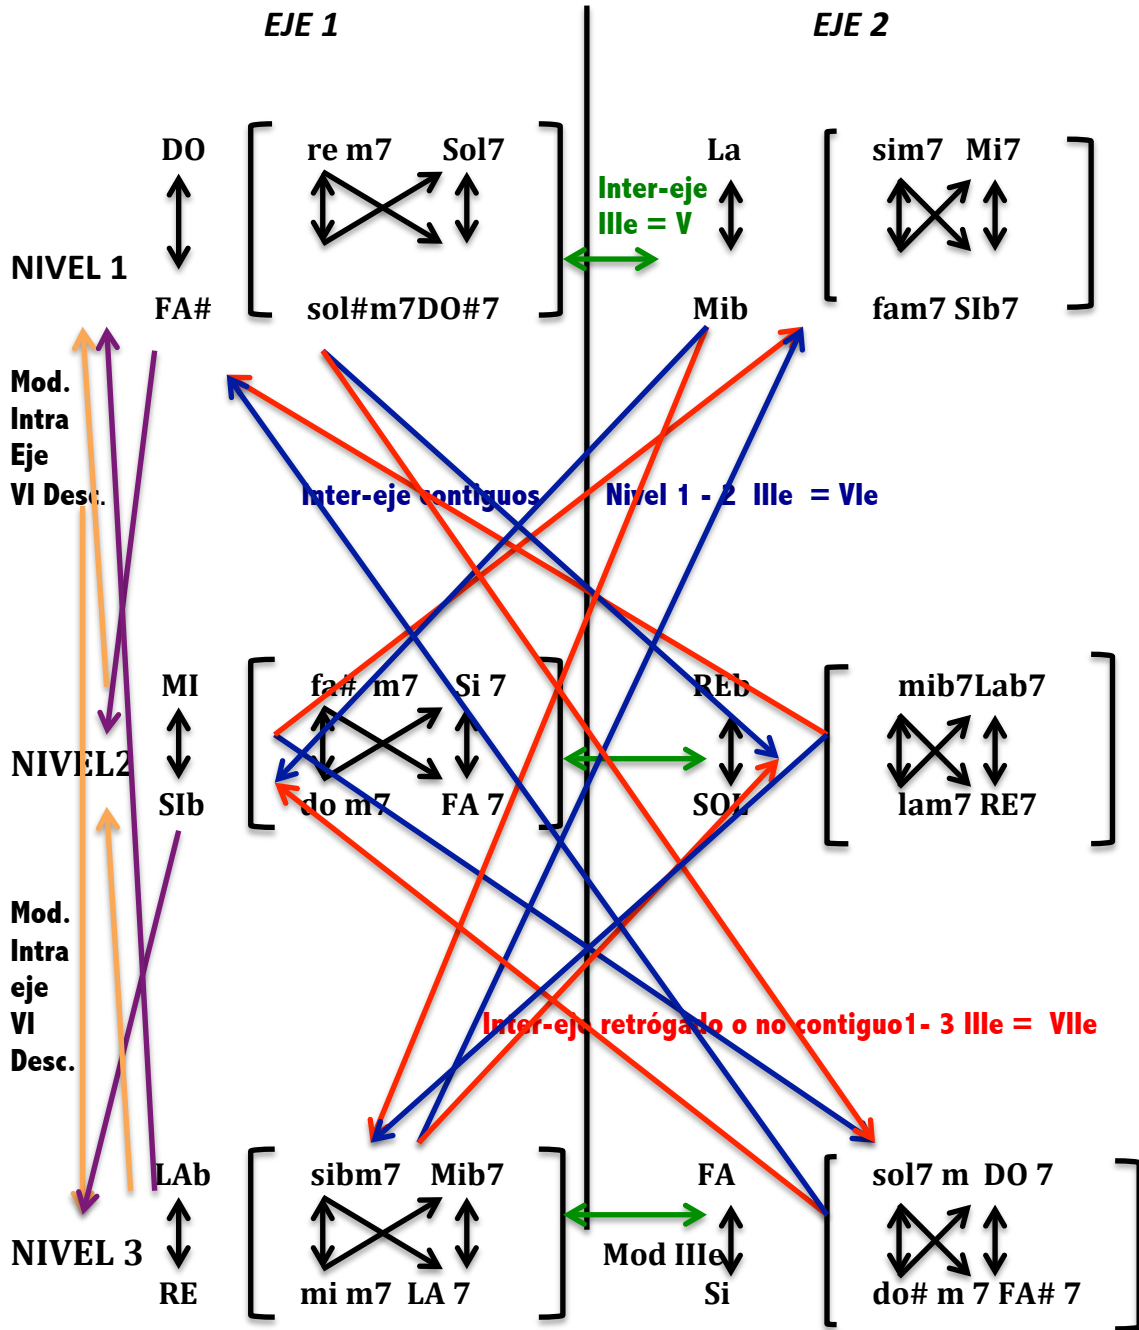 EJE 1 EJE 2
DO re m7 Sol7 La sim7 Mi7
Inter-eje
IIIe = V
NIVEL 1
FA# sol#m7DO#7 Mib fam7 SIb7
Mod.
Intra
Eje
VI Desc.
Inter-eje contiguos Nivel 1 - 2 IIIe = VIe
MI fa# m7 Si 7 REb mib7Lab7
NIVEL2
SIb do m7 FA 7 SOL lam7 RE7
Mod.
Intra
eje
VI
Desc.
Inter-eje retrógado o no contiguo1- 3 IIIe = VIIe
LAb sibm7 Mib7 FA sol7 m DO 7
NIVEL 3 Mod IIIe
RE mi m7 LA 7 Si do# m 7 FA# 7